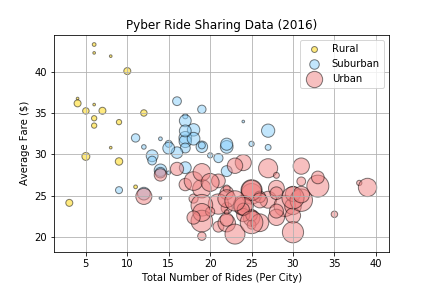 Pyber Ride Sharing Data (2016)
Rural
Suburban
Urban
40
35
30
25
20
Average Fare ($)
5 10 15 20 25 30 35 40
Total Number of Rides (Per City)